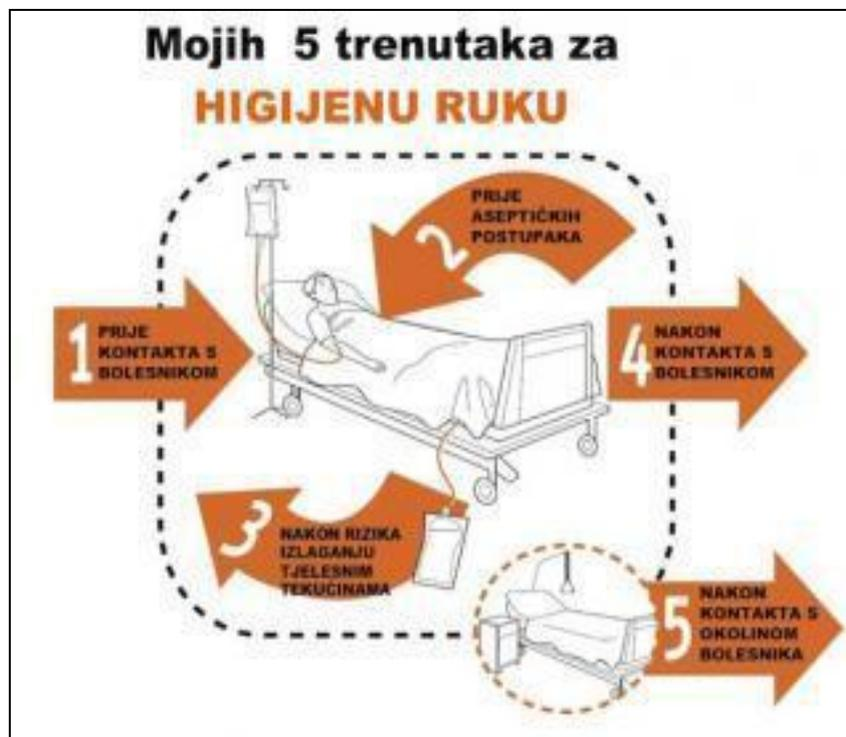 Mojih 5 trenutaka za
HIGIJENU RUKU
1
PRIJE
KONTAKTA S
BOLESNIKOM
2
PRIJE
ASEPTIČKIH
POSTUPAKA
3
NAKON RIZIKA
IZLAGANJU
TJELESNIM
TEKUĆINAMA
4
NAKON
KONTAKTA S
BOLESNIKOM
5
NAKON
KONTAKTA S
OKOLINOM
BOLESNIKA